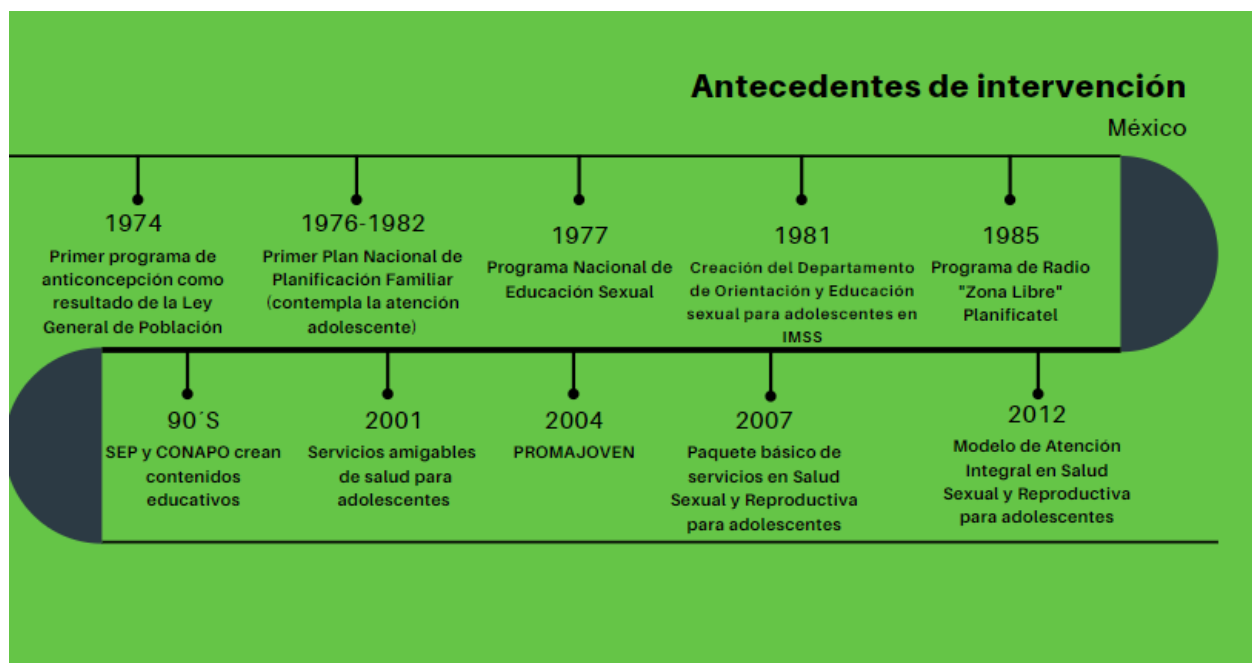 Antecedentes de intervención
México
1974
Primer programa de
anticoncepción como
resultado de la Ley
General de Población
1976-1982
Primer Plan Nacional de
Planificación Familiar
(contempla la atención
adolescente)
1977
Programa Nacional de
Educación Sexual
1981
Creación del Departamento
de Orientación y Educación
sexual para adolescentes en
IMSS
1985
Programa de Radio
"Zona Libre"
Planificatel
90´S
SEP y CONAPO crean
contenidos
educativos
2001
Servicios amigables
de salud para
adolescentes
2004
PROMAJOVEN
2007
Paquete básico de
servicios en Salud
Sexual y Reproductiva
para adolescentes
2012
Modelo de Atención
Integral en Salud
Sexual y Reproductiva
para adolescentes